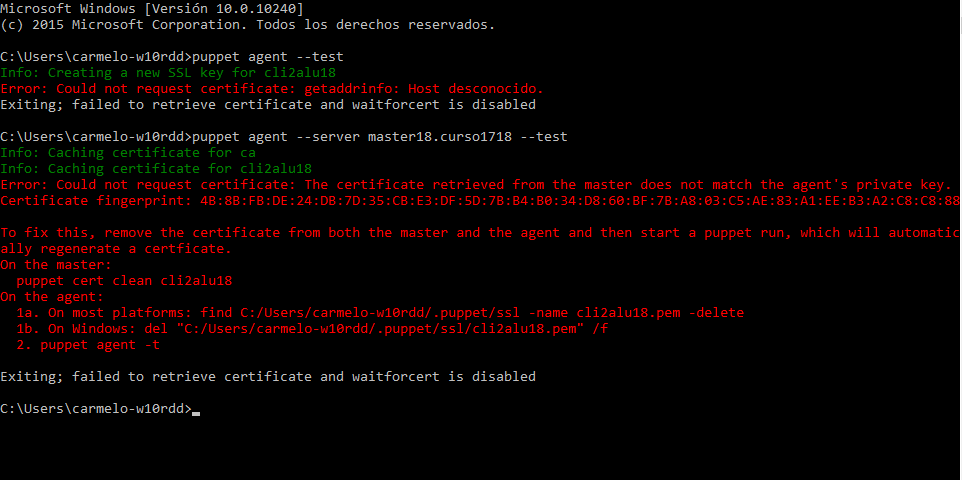 Microsoft Windows [Versión 10.0.10240]
(c) 2015 Microsoft Corporation. Todos los derechos reservados.
C:\Users\carmelo-w10rdd>puppet agent --test
Info: Creating a new SSL key for cli2alu18
Error: Could not request certificate: getaddrinfo: Host desconocido.
Exiting; failed to retrieve certificate and waitforcert is disabled
C:\Users\carmelo-w10rdd>puppet agent --server master18.curso1718 --test
Info: Caching certificate for ca
Info: Caching certificate for cli2alu18
Error: Could not request certificate: The certificate retrieved from the master does not match the agent's private key.
Certificate fingerprint: 4B:8B:FB:DE:24:DB:7D:35:CB:E3:DF:5D:7B:B4:B0:34:D8:60:BF:7B:A8:03:C5:AE:83:A1:EE:B3:A2:C8:C8:88
To fix this, remove the certificate from both the master and the agent and then start a puppet run, which will automatic
ally regenerate a certficate.
On the master:
puppet cert clean cli2alu18
On the agent:
1a. On most platforms: find C:/Users/carmelo-w10rdd/.puppet/ssl -name cli2alu18.pem -delete
1b. On Windows: del "C:/Users/carmelo-w10rdd/.puppet/ssl/cli2alu18.pem" /f
2. puppet agent -t
Exiting; failed to retrieve certificate and waitforcert is disabled
C:\Users\carmelo-w10rdd>